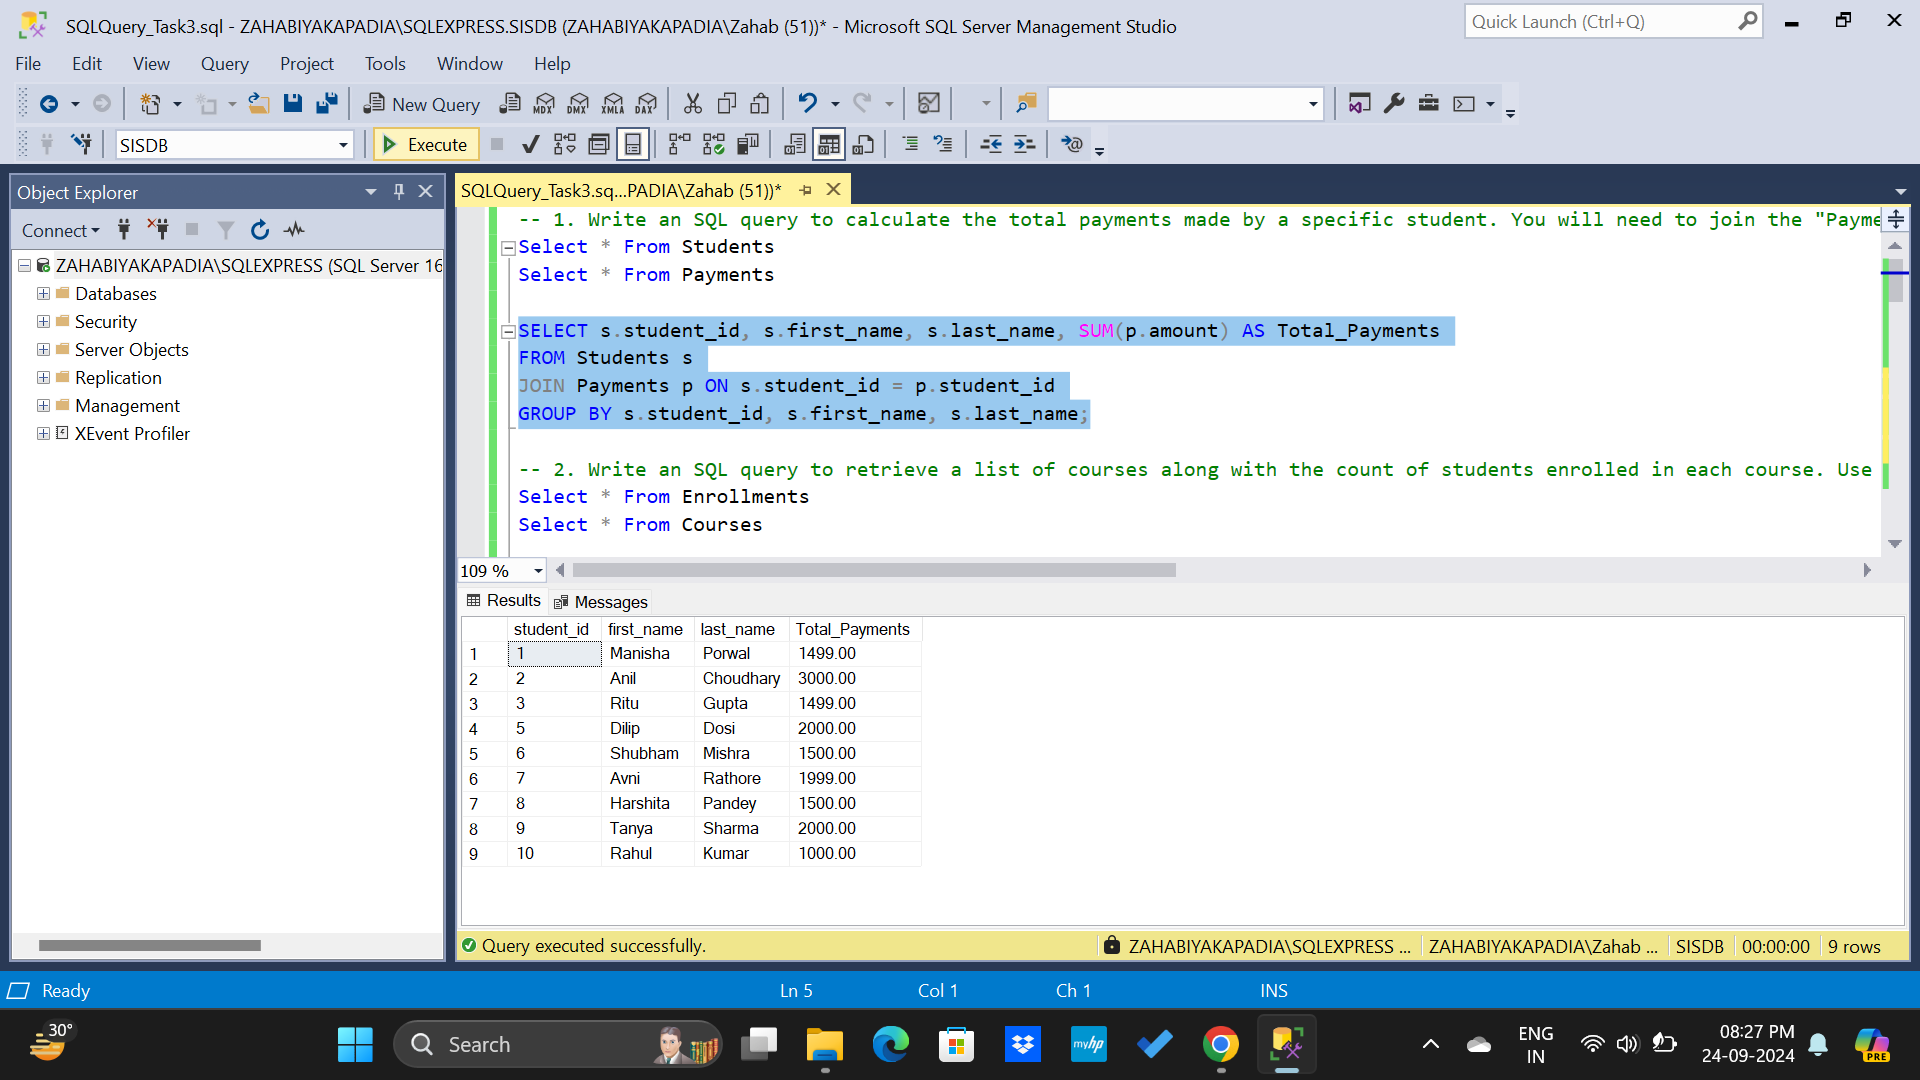 SQLQuery_Task3.sql - ZAHABIYAKAPADIA\SQLEXPRESS.SISDB (ZAHABIYAKAPADIA\Zahab (51))* - Microsoft SQL Server Management Studio
Quick Launch (Ctrl+Q)
File Edit View Query Project Tools Window Help
New Query MDX DMX XMLA DAX
SISDB Execute
Object Explorer
SQLQuery_Task3.sq...PADIA\Zahab (51))*
Connect
ZAHABIYAKAPADIA\SQLEXPRESS (SQL Server 16
Databases
Security
Server Objects
Replication
Management
XEvent Profiler
-- 1. Write an SQL query to calculate the total payments made by a specific student. You will need to join the "Payme
Select * From Students
Select * From Payments
SELECT s.student_id, s.first_name, s.last_name, SUM(p.amount) AS Total_Payments
FROM Students s
JOIN Payments p ON s.student_id = p.student_id
GROUP BY s.student_id, s.first_name, s.last_name;
-- 2. Write an SQL query to retrieve a list of courses along with the count of students enrolled in each course. Use
Select * From Enrollments
Select * From Courses
109 %
Results Messages
student_id first_name last_name Total_Payments
1 1 Manisha Porwal 1499.00
2 2 Anil Choudhary 3000.00
3 3 Ritu Gupta 1499.00
4 5 Dilip Dosi 2000.00
5 6 Shubham Mishra 1500.00
6 7 Avni Rathore 1999.00
7 8 Harshita Pandey 1500.00
8 9 Tanya Sharma 2000.00
9 10 Rahul Kumar 1000.00
Query executed successfully. ZAHABIYAKAPADIA\SQLEXPRESS ... ZAHABIYAKAPADIA\Zahab ... SISDB 00:00:00 9 rows
Ready Ln 5 Col 1 Ch 1 INS
30° Search myhp ENG IN 08:27 PM 24-09-2024 PRE